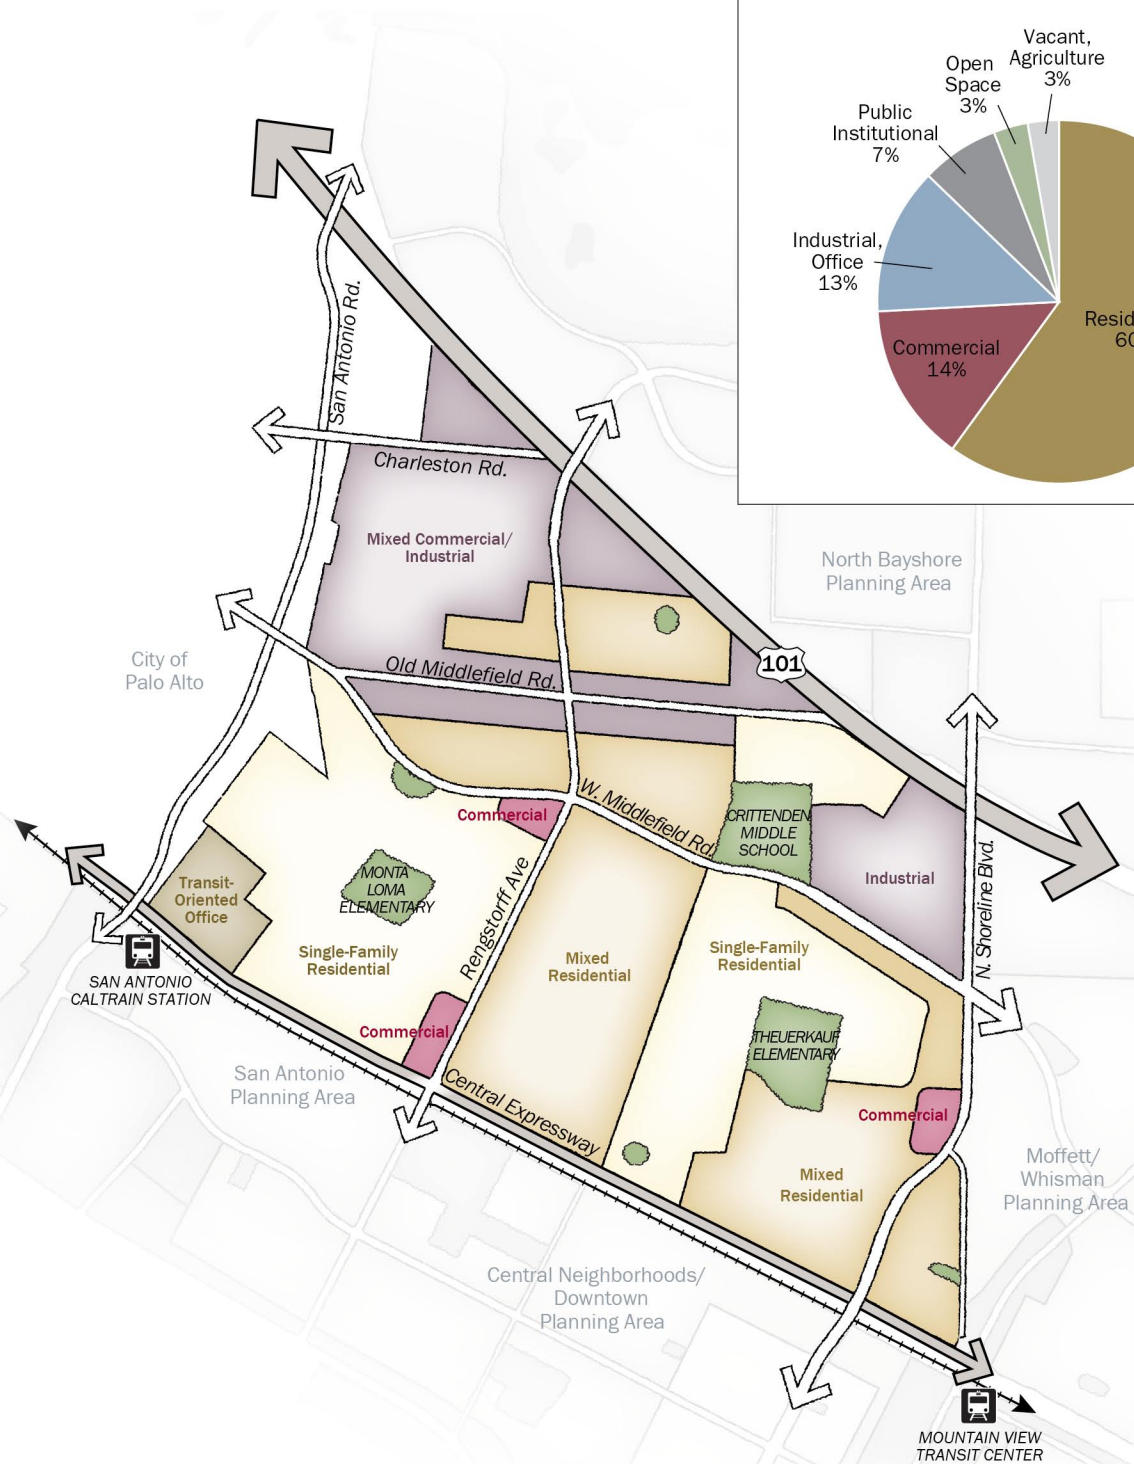 Vacant,
Agriculture
3%
Open
Space
3%
Public
Institutional
7%
Industrial,
Office
13%
Commercial
14%
Resid
60
San Antonio Rd.
Charleston Rd.
Mixed Commercial/
Industrial
North Bayshore
Planning Area
City of
Palo Alto
Old Middlefield Rd.
101
W. Middlefield Rd.
Commercial
CRITTENDEN
MIDDLE
SCHOOL
Transit-
Oriented
Office
MONTA
LOMA
ELEMENTARY
Industrial
N. Shoreline Blvd.
Rengstorff Ave
Single-Family
Residential
Mixed
Residential
Single-Family
Residential
SAN ANTONIO
CALTRAIN STATION
Commercial
THEUERKAUF
ELEMENTARY
San Antonio
Planning Area
Central Expressway
Commercial
Mixed
Residential
Moffett/
Whisman
Planning Area
Central Neighborhoods/
Downtown
Planning Area
MOUNTAIN VIEW
TRANSIT CENTER